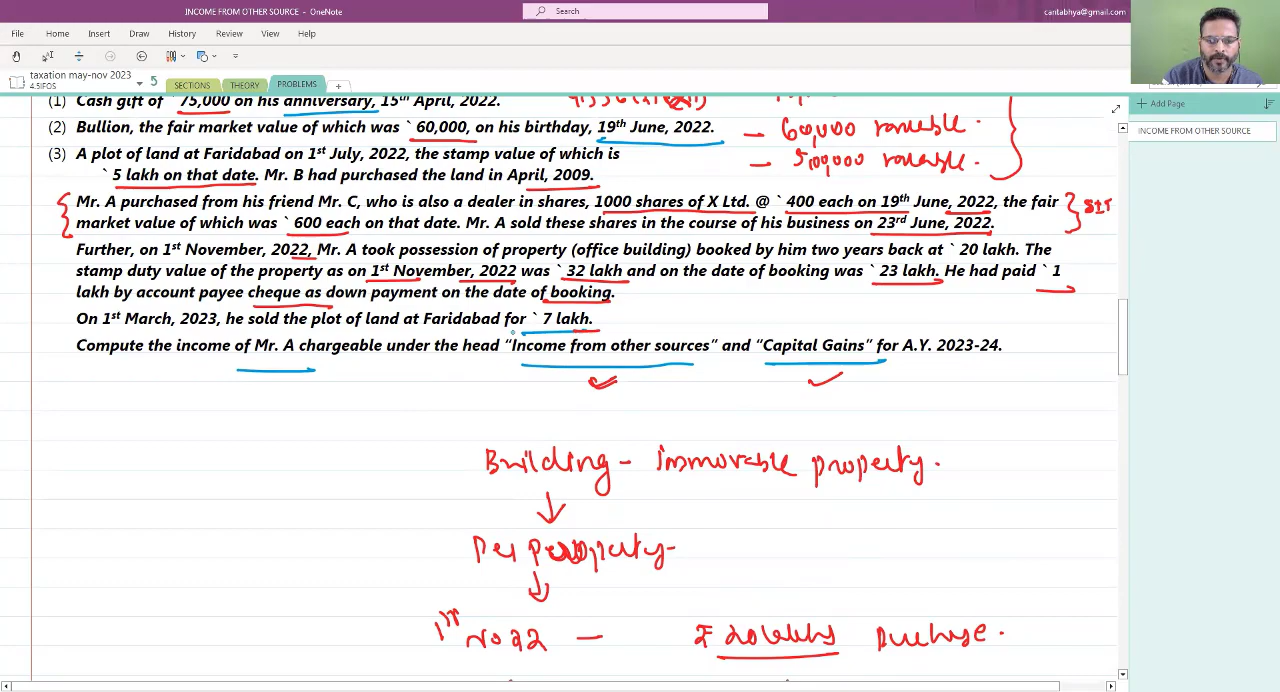 INCOME FROM OTHER SOURCE - OneNote
Search
cantabhya@gmail.com
File Home Insert Draw History Review View Help
taxation may-nov 2023
4.5IFOS
5
SECTIONS THEORY PROBLEMS +
Add Page
INCOME FROM OTHER SOURCE
(1) Cash gift of ` 75,000 on his anniversary, 15th April, 2022.
(2) Bullion, the fair market value of which was ` 60,000, on his birthday, 19th June, 2022. – 60,000 taxable.
(3) A plot of land at Faridabad on 1st July, 2022, the stamp value of which is – 5,00,000 taxable.
` 5 lakh on that date. Mr. B had purchased the land in April, 2009.
Mr. A purchased from his friend Mr. C, who is also a dealer in shares, 1000 shares of X Ltd. @ ` 400 each on 19th June, 2022, the fair
market value of which was ` 600 each on that date. Mr. A sold these shares in the course of his business on 23rd June, 2022.
SIT
Further, on 1st November, 2022, Mr. A took possession of property (office building) booked by him two years back at ` 20 lakh. The
stamp duty value of the property as on 1st November, 2022 was ` 32 lakh and on the date of booking was ` 23 lakh. He had paid ` 1
lakh by account payee cheque as down payment on the date of booking.
On 1st March, 2023, he sold the plot of land at Faridabad for ` 7 lakh.
Compute the income of Mr. A chargeable under the head “Income from other sources” and “Capital Gains” for A.Y. 2023-24.
Building – immovable property.
Per property –
1st No 22 – ₹ 20 lakhs purchase.